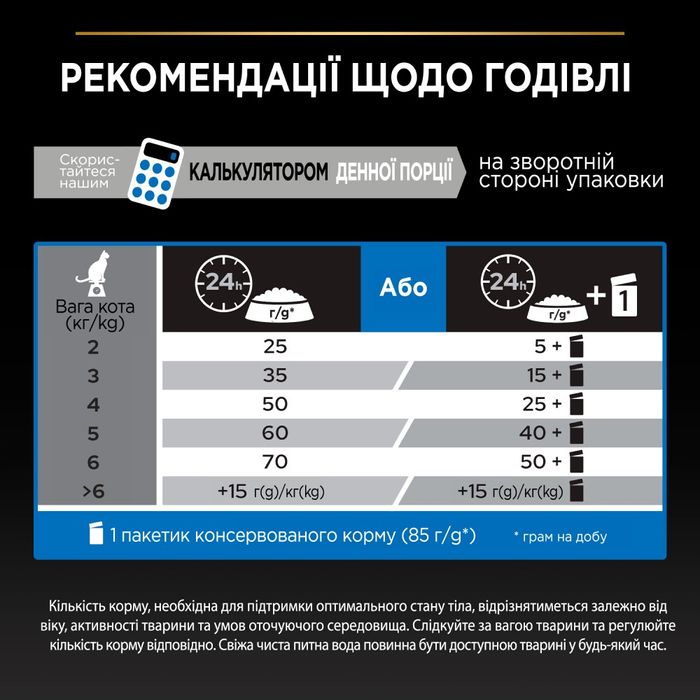 РЕКОМЕНДАЦІЇ ЩОДО ГОДІВЛІ
Скорис-
тайтеся
нашим
КАЛЬКУЛЯТОРОМ ДЕННОЇ ПОРЦІЇ
на зворотній
стороні упаковки
Вага кота
(кг/kg)
24h
г/g*
Або
24h
г/g*
+ 1
2 25 5 +
3 35 15 +
4 50 25 +
5 60 40 +
6 70 50 +
>6 +15 г(g)/кг(kg) +15 г(g)/кг(kg)
1 пакетик консервованого корму (85 г/g*) * грам на добу
Кількість корму, необхідна для підтримки оптимального стану тіла, відрізнятиметься залежно від
віку, активності тварини та умов оточуючого середовища. Слідкуйте за вагою тварини та регулюйте
кількість корму відповідно. Свіжа чиста питна вода повинна бути доступною тварині у будь-який час.